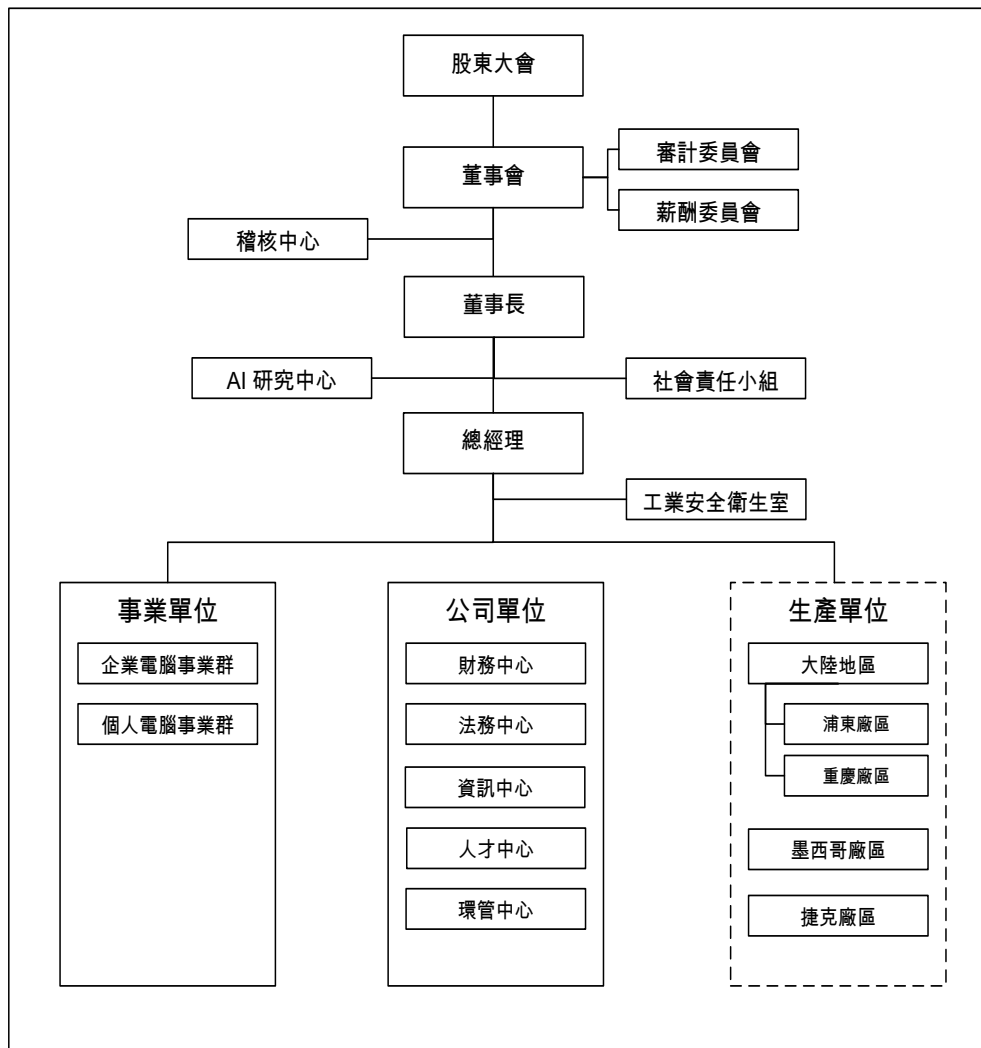 股東大會
董事會
審計委員會
薪酬委員會
稽核中心
董事長
AI 研究中心
社會責任小組
總經理
工業安全衛生室
事業單位
企業電腦事業群
個人電腦事業群
公司單位
財務中心
法務中心
資訊中心
人才中心
環管中心
生產單位
大陸地區
浦東廠區
重慶廠區
墨西哥廠區
捷克廠區